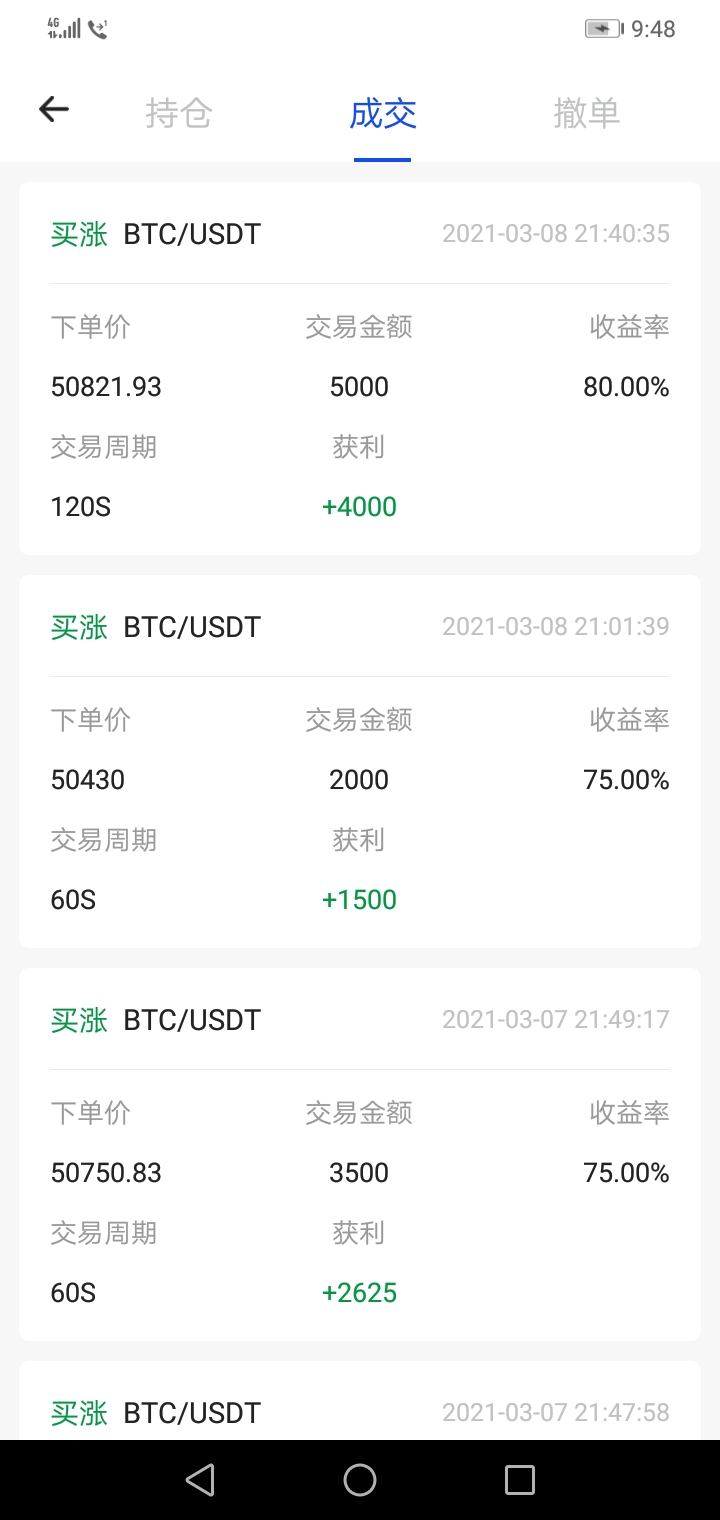 4G 9:48
持仓 成交 撤单
买涨 BTC/USDT 2021-03-08 21:40:35
下单价 交易金额 收益率
50821.93 5000 80.00%
交易周期 获利
120S +4000
买涨 BTC/USDT 2021-03-08 21:01:39
下单价 交易金额 收益率
50430 2000 75.00%
交易周期 获利
60S +1500
买涨 BTC/USDT 2021-03-07 21:49:17
下单价 交易金额 收益率
50750.83 3500 75.00%
交易周期 获利
60S +2625
买涨 BTC/USDT 2021-03-07 21:47:58